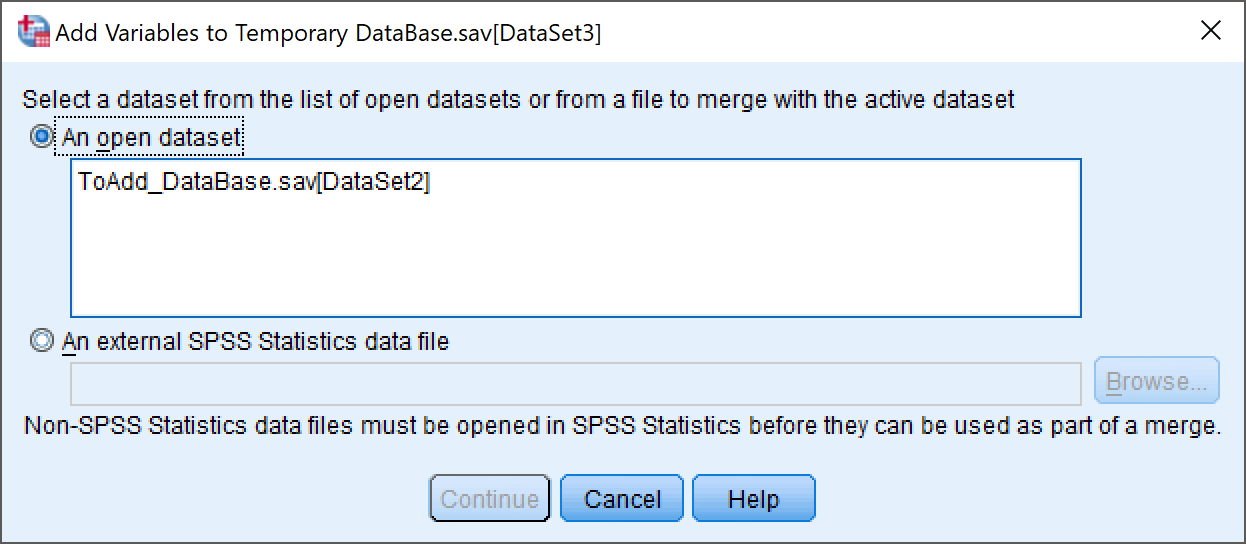 Add Variables to Temporary DataBase.sav[DataSet3]
Select a dataset from the list of open datasets or from a file to merge with the active dataset
An open dataset
ToAdd_DataBase.sav[DataSet2]
An external SPSS Statistics data file
Browse...
Non-SPSS Statistics data files must be opened in SPSS Statistics before they can be used as part of a merge.
Continue Cancel Help